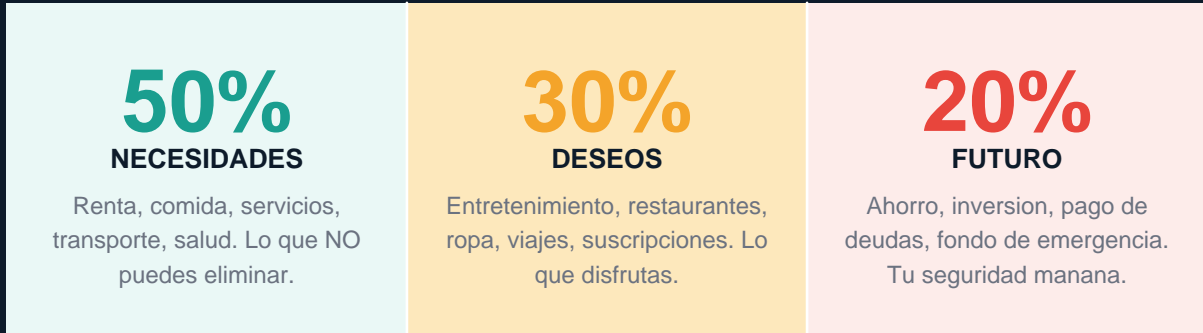 50%
NECESIDADES
Renta, comida, servicios,
transporte, salud. Lo que NO
puedes eliminar.
30%
DESEOS
Entretenimiento, restaurantes,
ropa, viajes, suscripciones. Lo
que disfrutas.
20%
FUTURO
Ahorro, inversion, pago de
deudas, fondo de emergencia.
Tu seguridad manana.